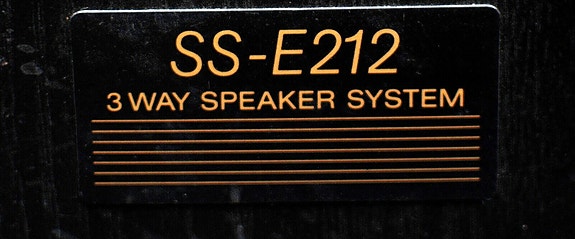 SS-E212
3 WAY SPEAKER SYSTEM